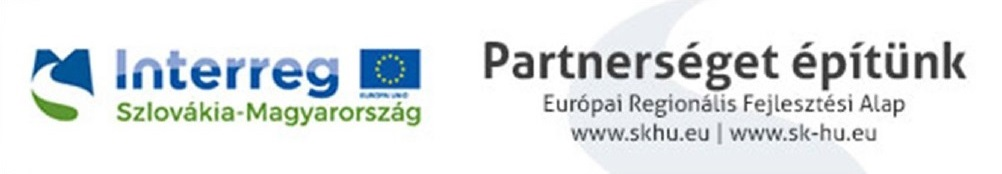 Interreg
EURÓPAI UNIÓ
Szlovákia-Magyarország
Partnerséget építünk
Európai Regionális Fejlesztési Alap
www.skhu.eu | www.sk-hu.eu